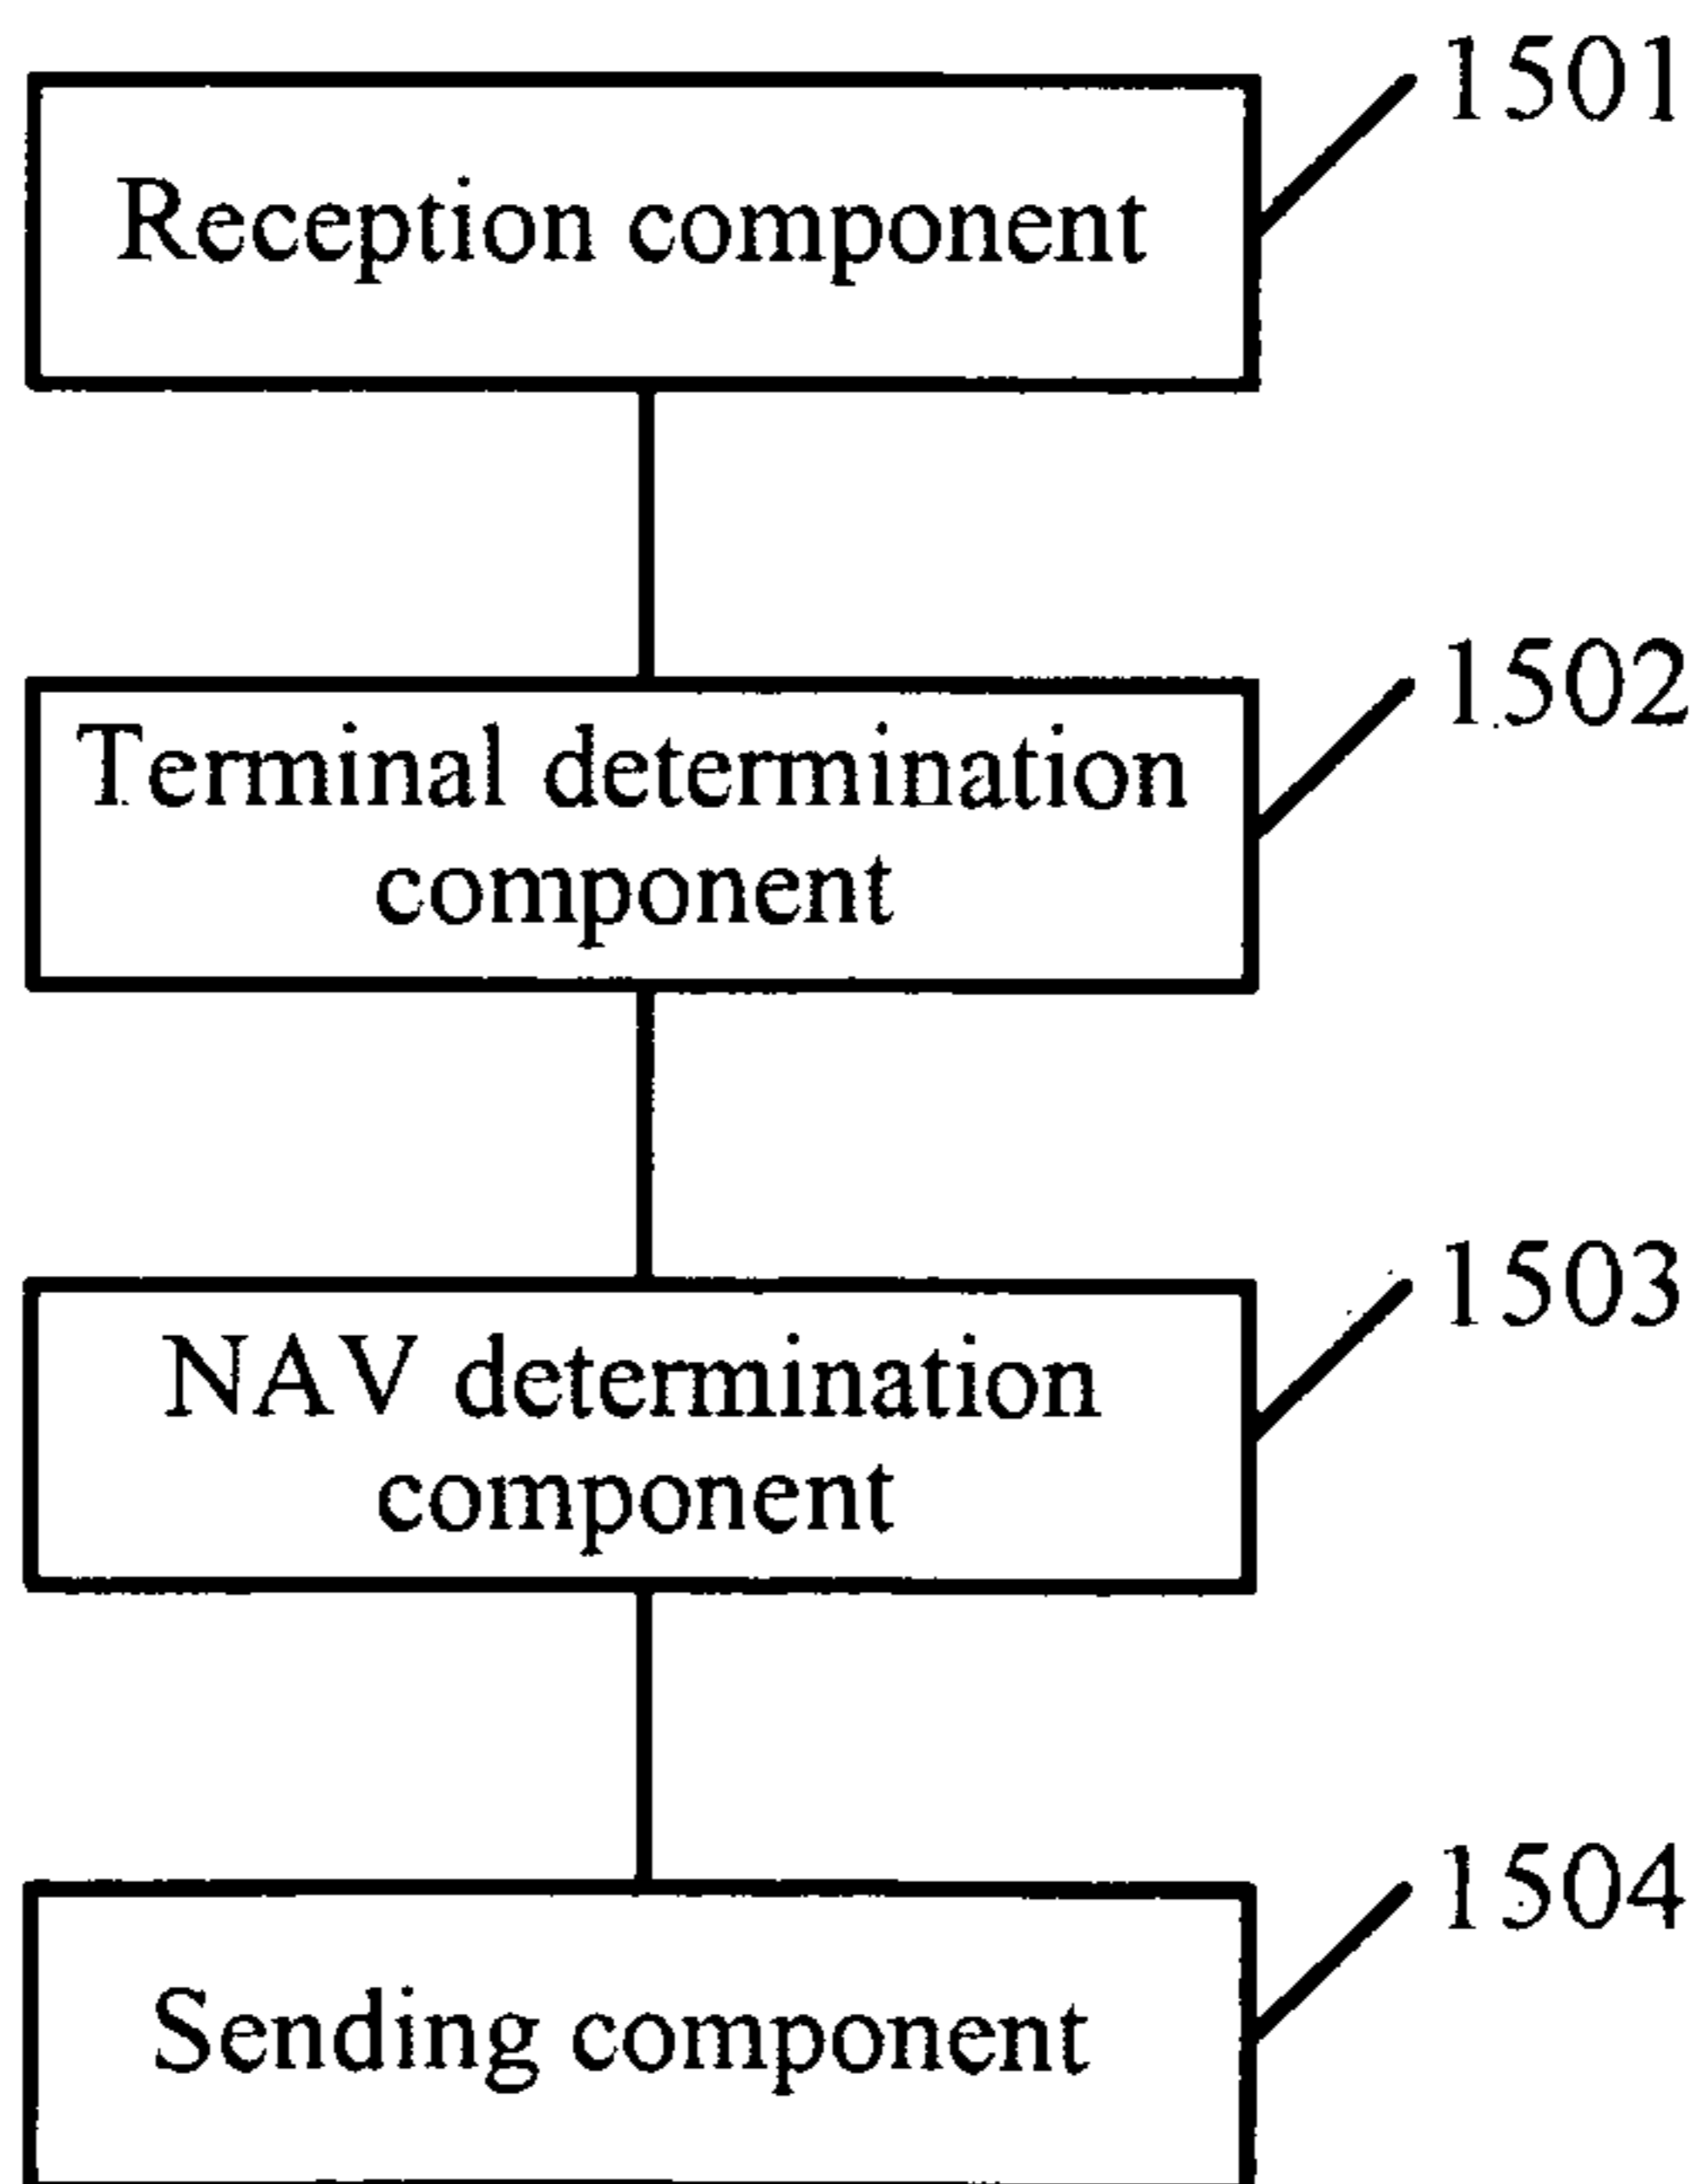 1501
Reception component
1502
Terminal determination
component
1503
NAV determination
component
1504
Sending component